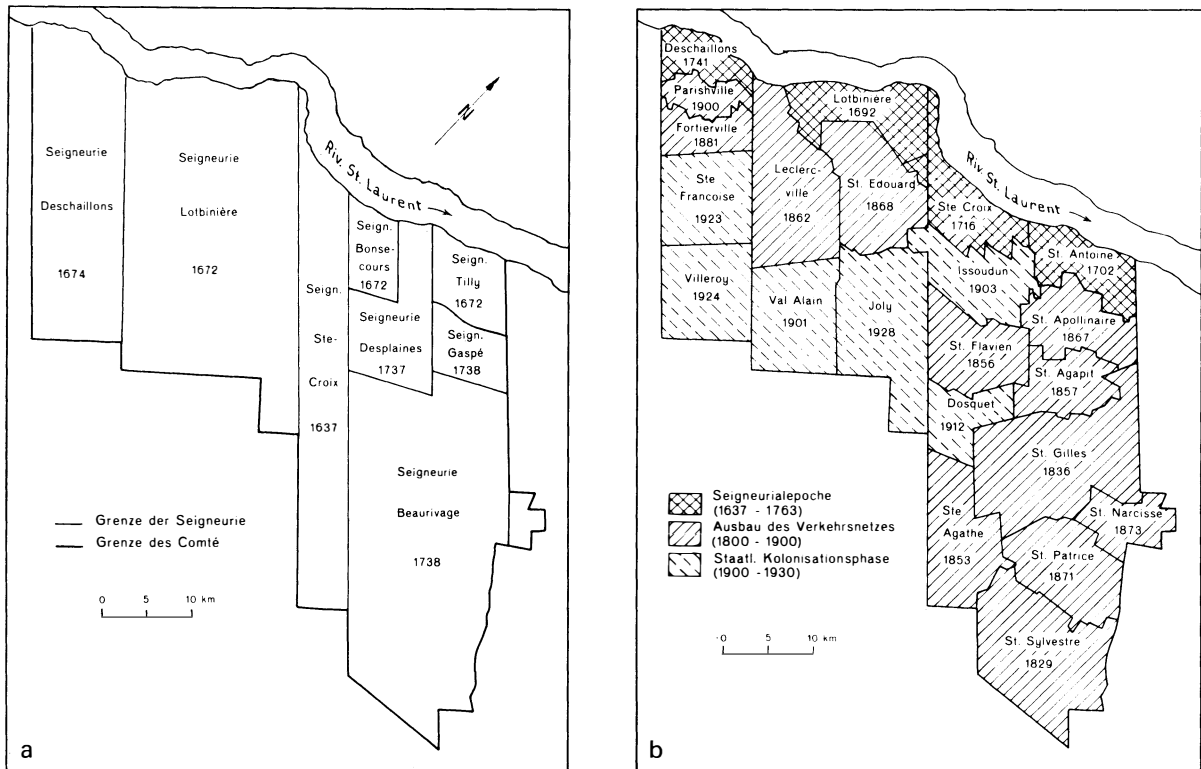 Seigneurie
Deschaillons
1674
Seigneurie
Lotbinière
1672
N
Riv. St. Laurent
Seign.
Ste-
Croix
1637
Seign.
Bonse-
cours
1672
Seign.
Tilly
1672
Seigneurie
Desplaines
1737
Seign.
Gaspé
1738
Seigneurie
Beaurivage
1738
Grenze der Seigneurie
Grenze des Comté
0 5 10 km
a
Deschaillons
1741
Parishville
1900
Fortierville
1881
Ste
Francoise
1923
Villeroy
1924
Lotbinière
1692
Leclerc-
ville
1862
St. Edouard
1868
Val Alain
1901
Joly
1928
Riv. St. Laurent
Ste Croix
1716
St. Antoine
1702
Issoudun
1903
St. Apollinaire
1867
St. Flavien
1856
St. Agapit
1857
Dosquet
1912
St. Gilles
1836
Ste
Agathe
1853
St. Narcisse
1873
St. Patrice
1871
St. Sylvestre
1829
Seigneurialepoche
(1637 - 1763)
Ausbau des Verkehrsnetzes
(1800 - 1900)
Staatl. Kolonisationsphase
(1900 - 1930)
0 5 10 km
b